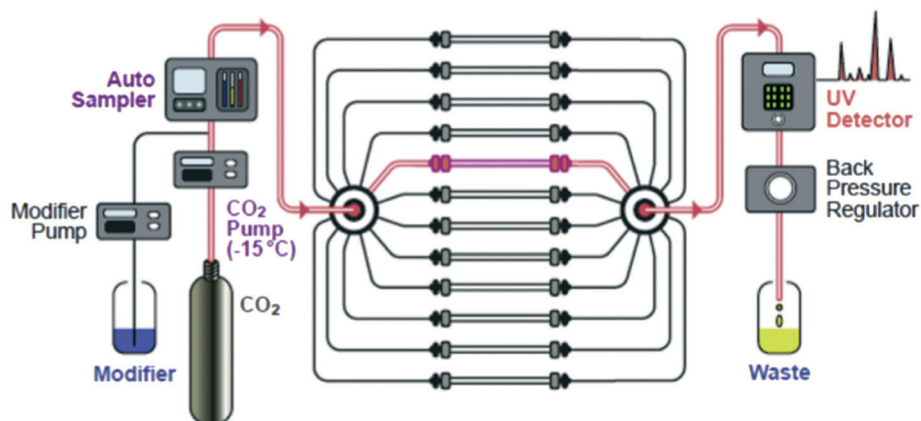 Auto
Sampler
Modifier
Pump
CO₂
Pump
(-15°C)
CO₂
Modifier
UV
Detector
Back
Pressure
Regulator
Waste